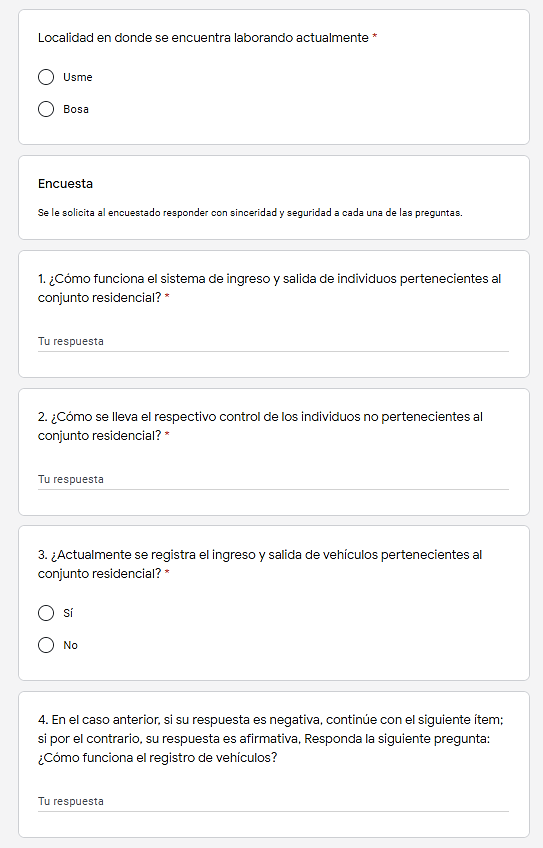 Localidad en donde se encuentra laborando actualmente *
Usme
Bosa
Encuesta
Se le solicita al encuestado responder con sinceridad y seguridad a cada una de las preguntas.
1. ¿Cómo funciona el sistema de ingreso y salida de individuos pertenecientes al
conjunto residencial? *
Tu respuesta
2. ¿Cómo se lleva el respectivo control de los individuos no pertenecientes al
conjunto residencial? *
Tu respuesta
3. ¿Actualmente se registra el ingreso y salida de vehículos pertenecientes al
conjunto residencial? *
Sí
No
4. En el caso anterior, si su respuesta es negativa, continúe con el siguiente ítem;
si por el contrario, su respuesta es afirmativa, Responda la siguiente pregunta:
¿Cómo funciona el registro de vehículos?
Tu respuesta